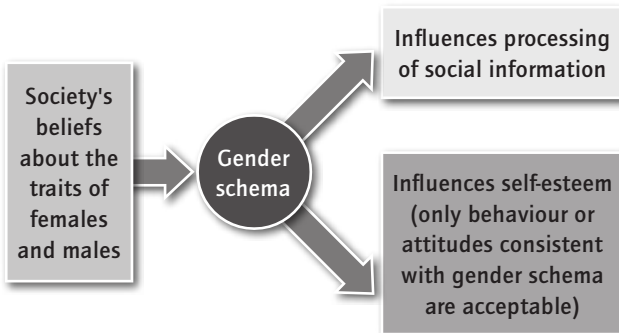 Society's
beliefs
about the
traits of
females
and males
Gender
schema
Influences processing
of social information
Influences self-esteem
(only behaviour or
attitudes consistent
with gender schema
are acceptable)